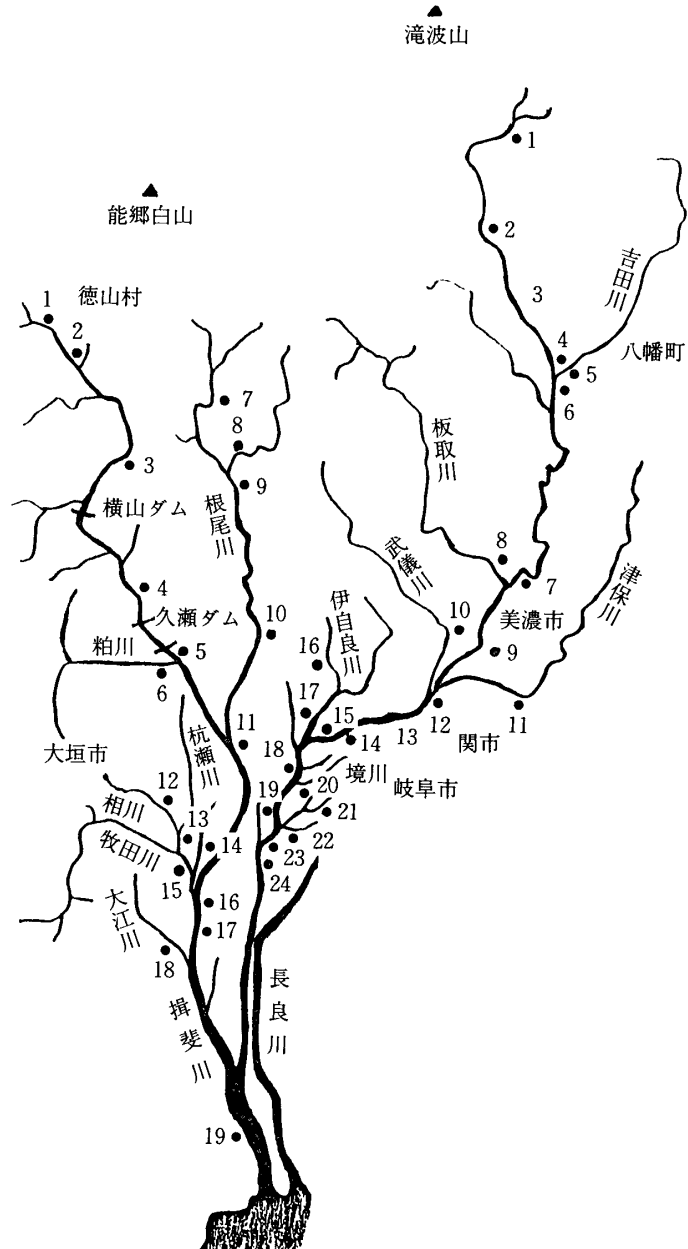 滝波山
1
能郷白山
2
吉田川
1
徳山村
2
3
4
八幡町
5
6
7
8
板取川
3
9
横山ダム
根尾川
武儀川
8
7
津保川
4
伊自良川
美濃市
久瀬ダム
10
10
粕川
5
16
9
6
17
15
12
11
杭瀬川
11
14
13
関市
大垣市
18
境川
岐阜市
12
19
20
相川
13
21
14
22
牧田川
23
15
24
大江川
16
17
18
長良川
揖斐川
19